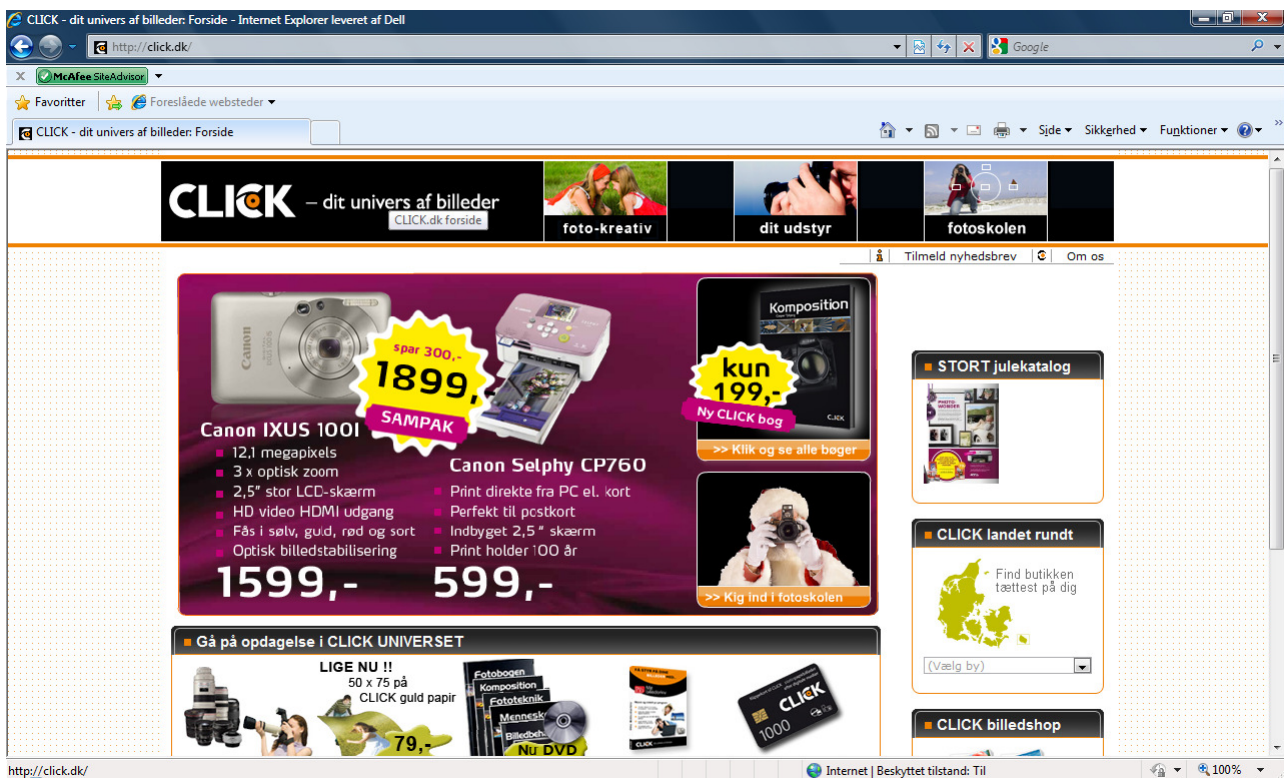 CLICK - dit univers af billeder: Forside - Internet Explorer leveret af Dell
http://click.dk/
Google
McAfee SiteAdvisor
Favoritter
Foreslåede websteder
CLICK - dit univers af billeder: Forside
Side
Sikkerhed
Funktioner
CLICK – dit univers af billeder
CLICK.dk forside
foto-kreativ
dit udstyr
fotoskolen
Tilmeld nyhedsbrev
Om os
Canon
spar 300,-
1899,-
SAMPAK
Canon IXUS 100I
12,1 megapixels
3 x optisk zoom
2,5" stor LCD-skærm
HD video HDMI udgang
Fås i sølv, guld, rød og sort
Optisk billedstabilisering
1599,-
Canon Selphy CP760
Print direkte fra PC el. kort
Perfekt til postkort
Indbyget 2,5 " skærm
Print holder 100 år
599,-
Komposition
kun
199,-
Ny CLICK bog
CLICK
>> Klik og se alle bøger
>> Kig ind i fotoskolen
STORT julekatalog
CLICK landet rundt
Find butikken
tættest på dig
(Vælg by)
CLICK billedshop
Gå på opdagelse i CLICK UNIVERSET
LIGE NU !!
50 x 75 på
CLICK guld papir
79,-
Fotobogen
Komposition
Fototeknik
Nu DVD
CLICK
CLICK
1000
http://click.dk/
Internet | Beskyttet tilstand: Til
100%